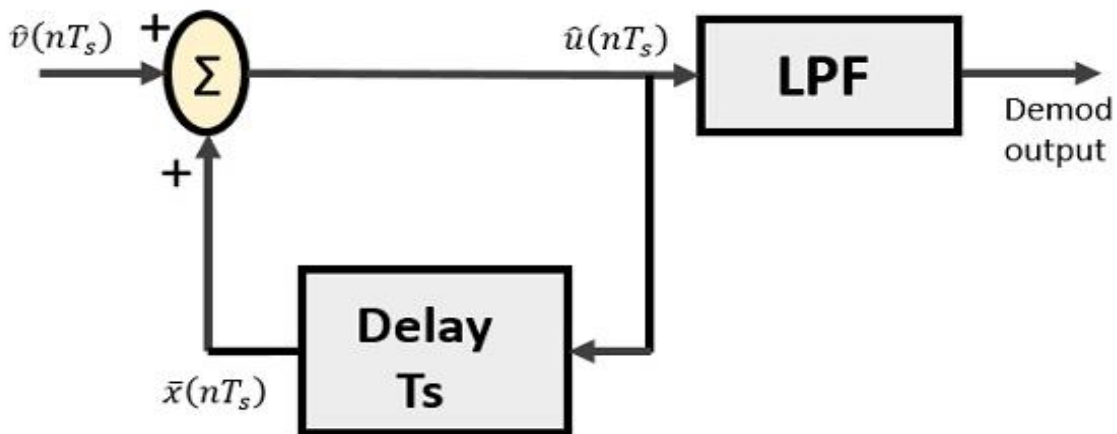 v̂(nTₛ)
+
Σ
û(nTₛ)
LPF
Demod
output
+
Delay
Ts
x̄(nTₛ)